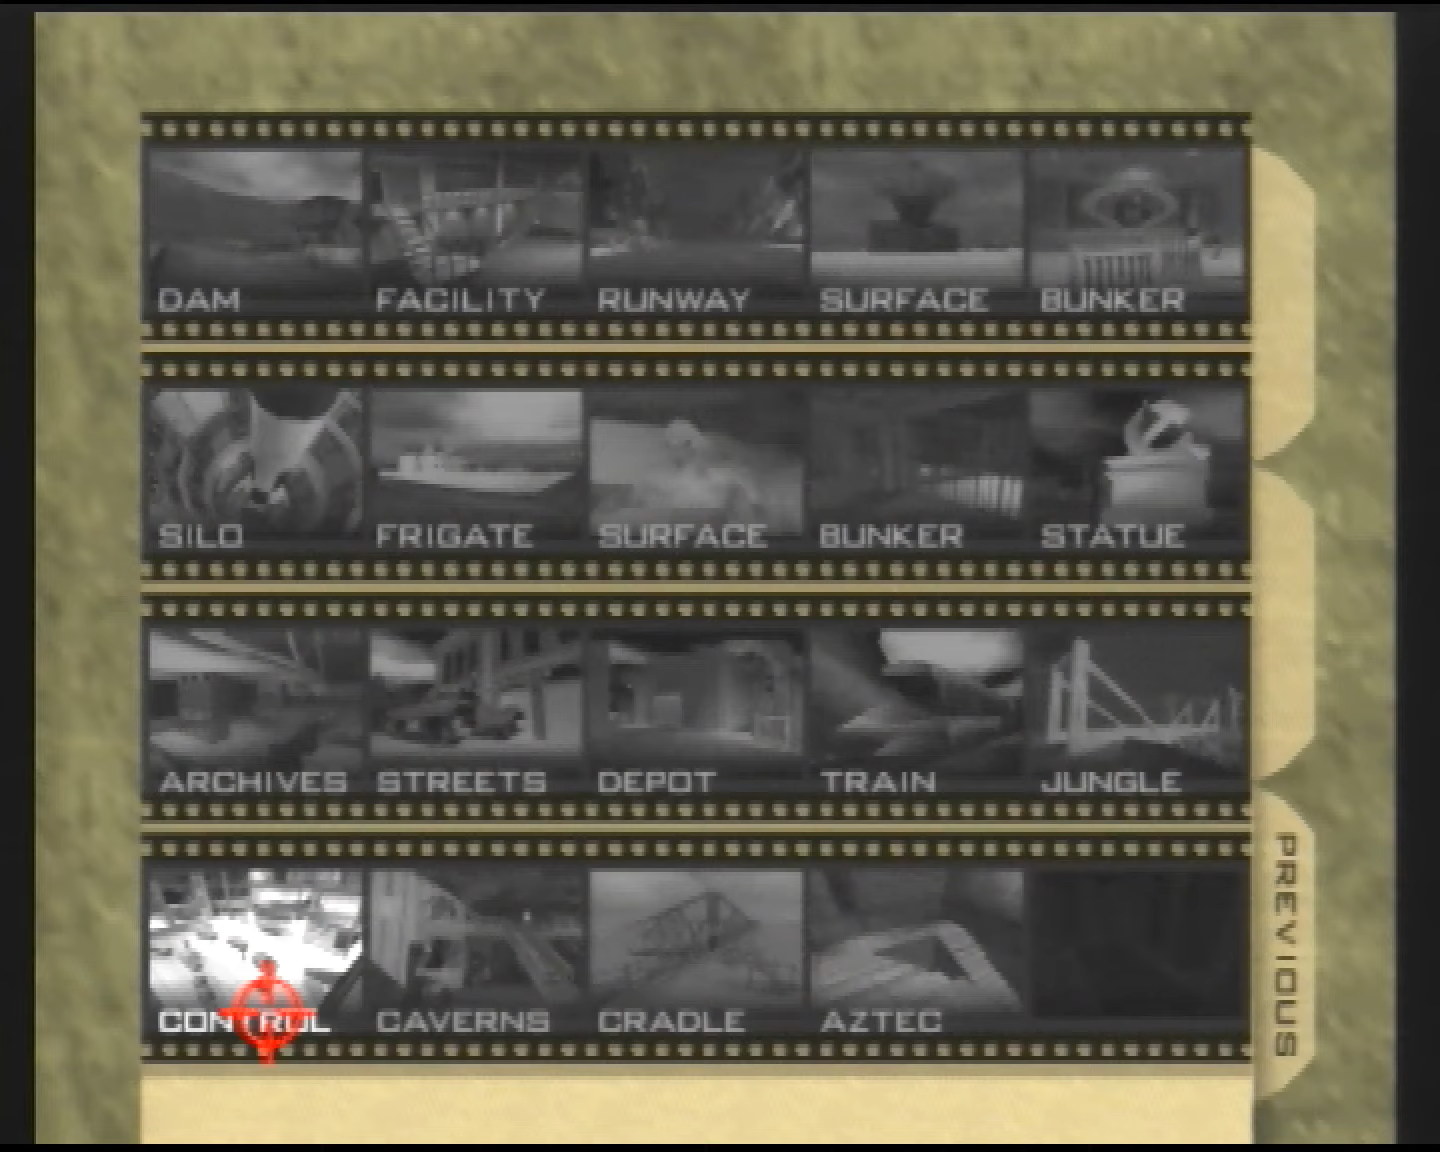 DAM FACILITY RUNWAY SURFACE BUNKER
SILO FRIGATE SURFACE BUNKER STATUE
ARCHIVES STREETS DEPOT TRAIN JUNGLE
CONTROL CAVERNS CRADLE AZTEC
PREVIOUS